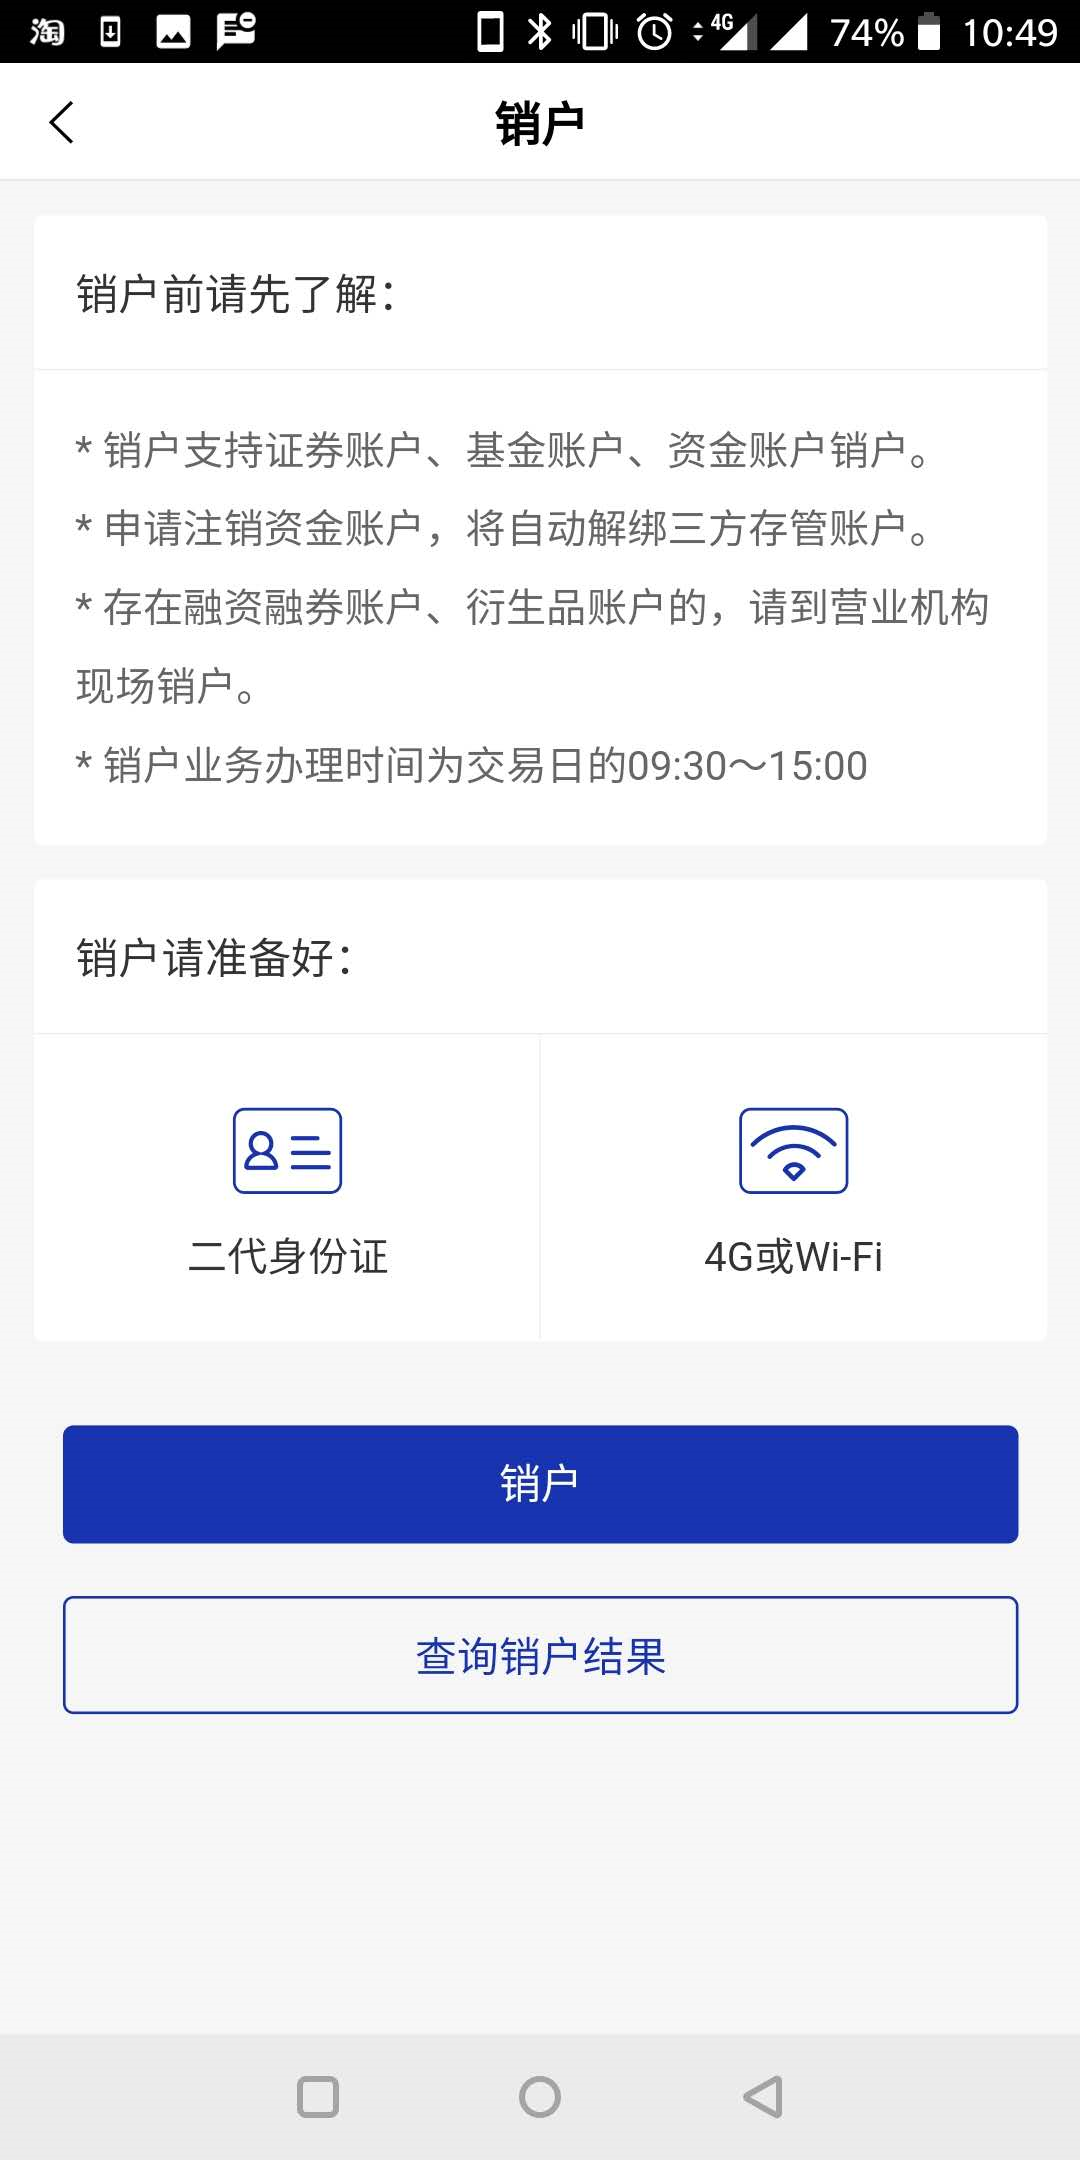 淘
4G
74%
10:49
销户
销户前请先了解：
* 销户支持证券账户、基金账户、资金账户销户。
* 申请注销资金账户，将自动解绑三方存管账户。
* 存在融资融券账户、衍生品账户的，请到营业机构
现场销户。
* 销户业务办理时间为交易日的09:30～15:00
销户请准备好：
二代身份证
4G或Wi-Fi
销户
查询销户结果